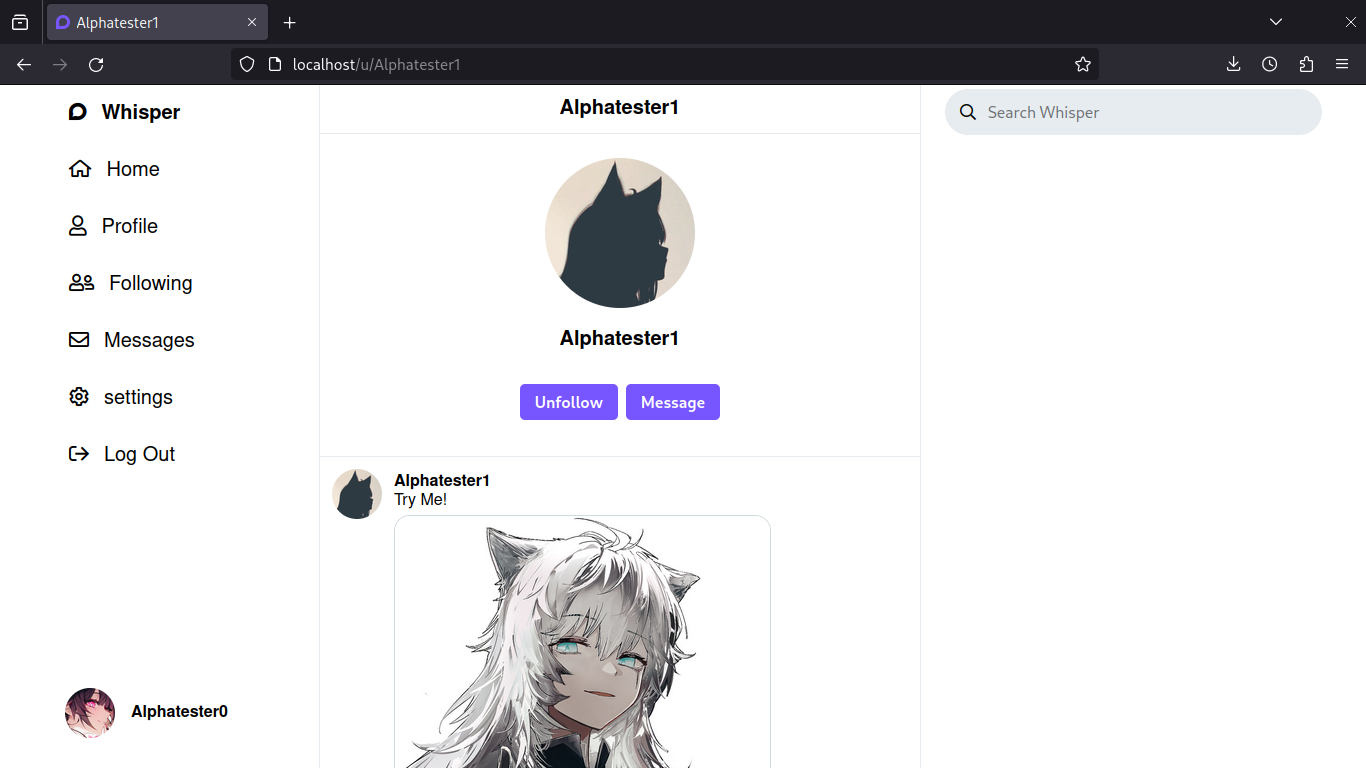 Alphatester1
localhost/u/Alphatester1
Whisper
Home
Profile
Following
Messages
settings
Log Out
Alphatester0
Alphatester1
Alphatester1
Unfollow Message
Alphatester1
Try Me!
Search Whisper